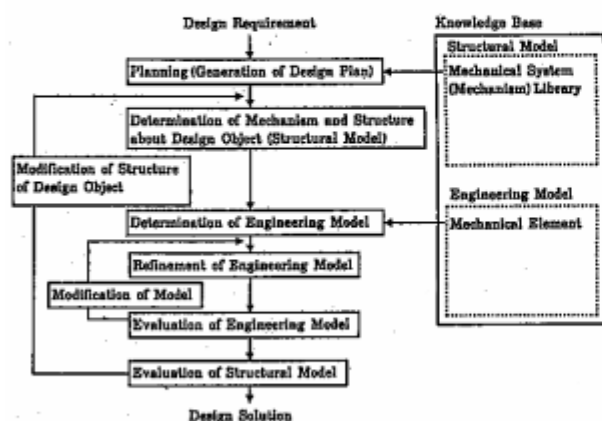 Design Requirement
Planning (Generation of Design Plan)
Determination of Mechanism and Structure
about Design Object (Structural Model)
Modification of Structure
of Design Object
Determination of Engineering Model
Refinement of Engineering Model
Modification of Model
Evaluation of Engineering Model
Evaluation of Structural Model
Design Solution
Knowledge Base
Structural Model
Mechanical System
(Mechanism) Library
Engineering Model
Mechanical Element